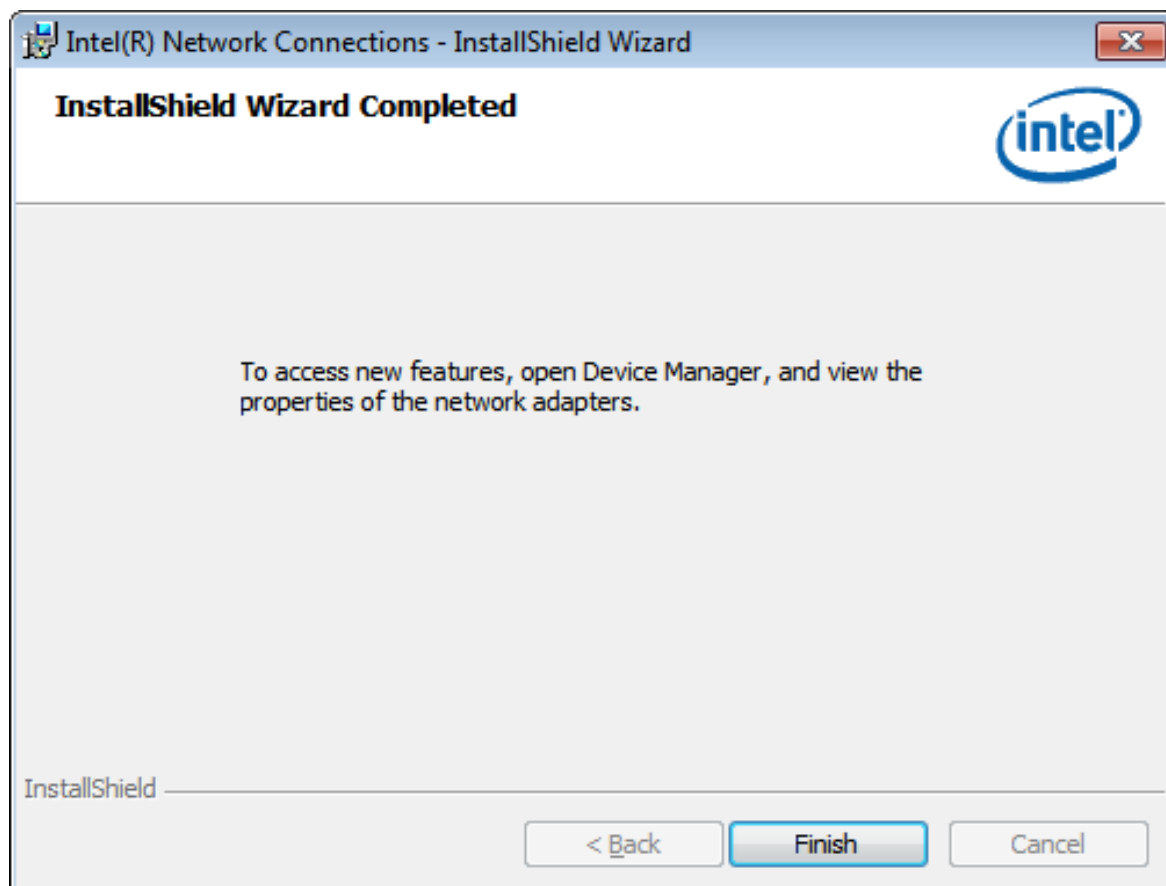 Intel(R) Network Connections - InstallShield Wizard
InstallShield Wizard Completed
intel
To access new features, open Device Manager, and view the
properties of the network adapters.
InstallShield
< Back
Finish
Cancel